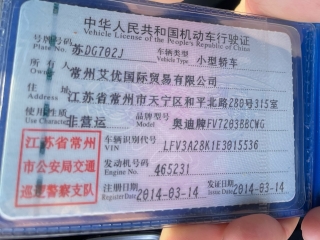 中华人民共和国机动车行驶证
Vehicle License of the People's Republic of China
号牌号码 Plate No. 苏DG702J 车辆类型 Vehicle Type 小型轿车
所有人 Owner 常州艾优国际贸易有限公司
住址 Address 江苏省常州市天宁区和平北路280号315室
使用性质 Use Character 非营运 品牌型号 Model 奥迪牌FV7203BBCWG
江苏省常州市公安局交通巡逻警察支队
车辆识别代号 VIN LFV3A28K1E3015536
发动机号码 Engine No. 465231
注册日期 Register Date 2014-03-14 发证日期 Issue Date 2014-03-14